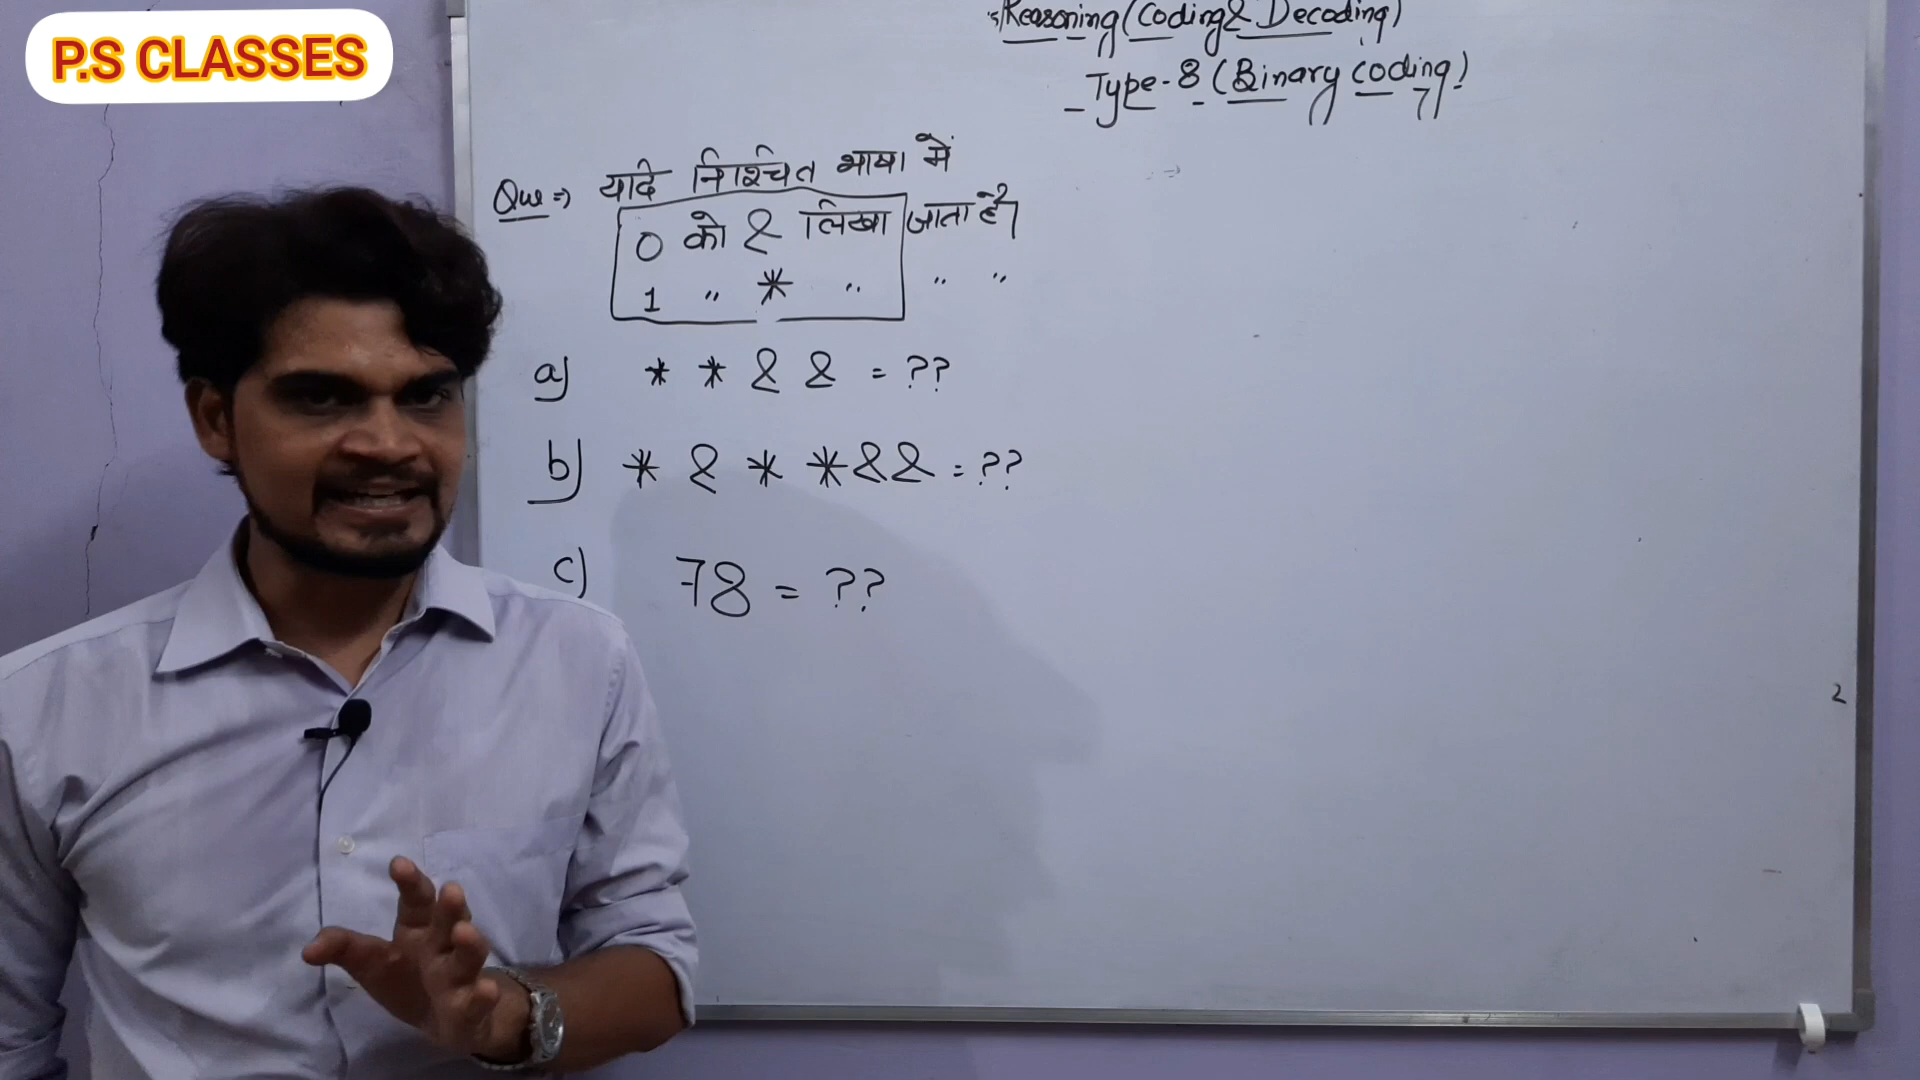 P.S CLASSES
Reasoning (Coding & Decoding)
Type-8 (Binary Coding)
Que ⇒ यदि निश्चित भाषा में
0 को & लिखा जाता है।
1 " * " " "
a) * * & & = ??
b) * & * * & & = ??
c) 78 = ??
2